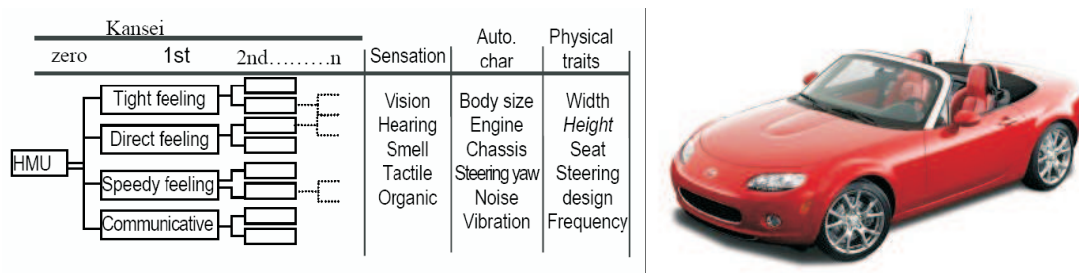 Kansei
zero 1st 2nd.........n Sensation Auto. char Physical traits
HMU
Tight feeling
Direct feeling
Speedy feeling
Communicative
Vision
Hearing
Smell
Tactile
Organic
Body size
Engine
Chassis
Steering yaw
Noise
Vibration
Width
Height
Seat
Steering
design
Frequency